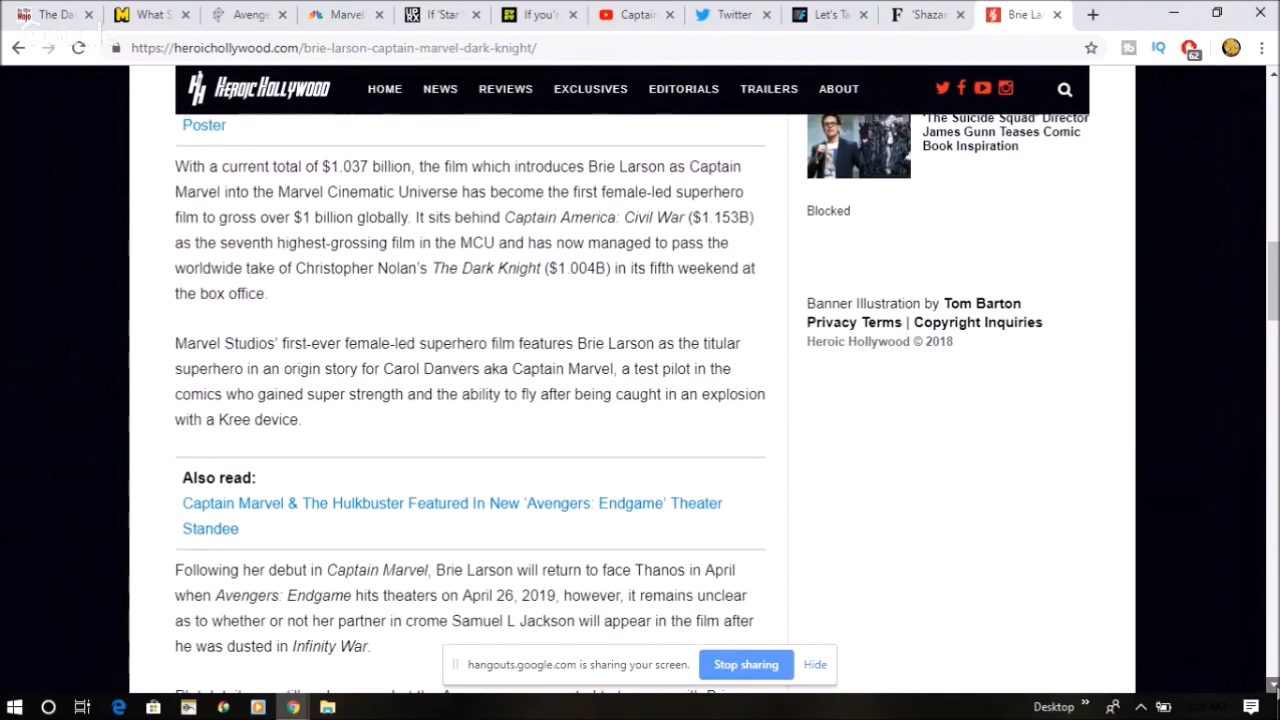 The Da
What S
Avenge
Marvel
If 'Star
If you're
Captain
Twitter
Let's Ta
'Shazam
Brie La
https://heroichollywood.com/brie-larson-captain-marvel-dark-knight/
62
HEROIC HOLLYWOOD
HOME NEWS REVIEWS EXCLUSIVES EDITORIALS TRAILERS ABOUT
Poster
With a current total of $1.037 billion, the film which introduces Brie Larson as Captain
Marvel into the Marvel Cinematic Universe has become the first female-led superhero
film to gross over $1 billion globally. It sits behind Captain America: Civil War ($1.153B)
as the seventh highest-grossing film in the MCU and has now managed to pass the
worldwide take of Christopher Nolan's The Dark Knight ($1.004B) in its fifth weekend at
the box office.
Marvel Studios' first-ever female-led superhero film features Brie Larson as the titular
superhero in an origin story for Carol Danvers aka Captain Marvel, a test pilot in the
comics who gained super strength and the ability to fly after being caught in an explosion
with a Kree device.
Also read:
Captain Marvel & The Hulkbuster Featured In New 'Avengers: Endgame' Theater
Standee
Following her debut in Captain Marvel, Brie Larson will return to face Thanos in April
when Avengers: Endgame hits theaters on April 26, 2019, however, it remains unclear
as to whether or not her partner in crome Samuel L Jackson will appear in the film after
he was dusted in Infinity War.
'The Suicide Squad' Director
James Gunn Teases Comic
Book Inspiration
Blocked
Banner Illustration by Tom Barton
Privacy Terms | Copyright Inquiries
Heroic Hollywood © 2018
hangouts.google.com is sharing your screen. Stop sharing Hide
Desktop